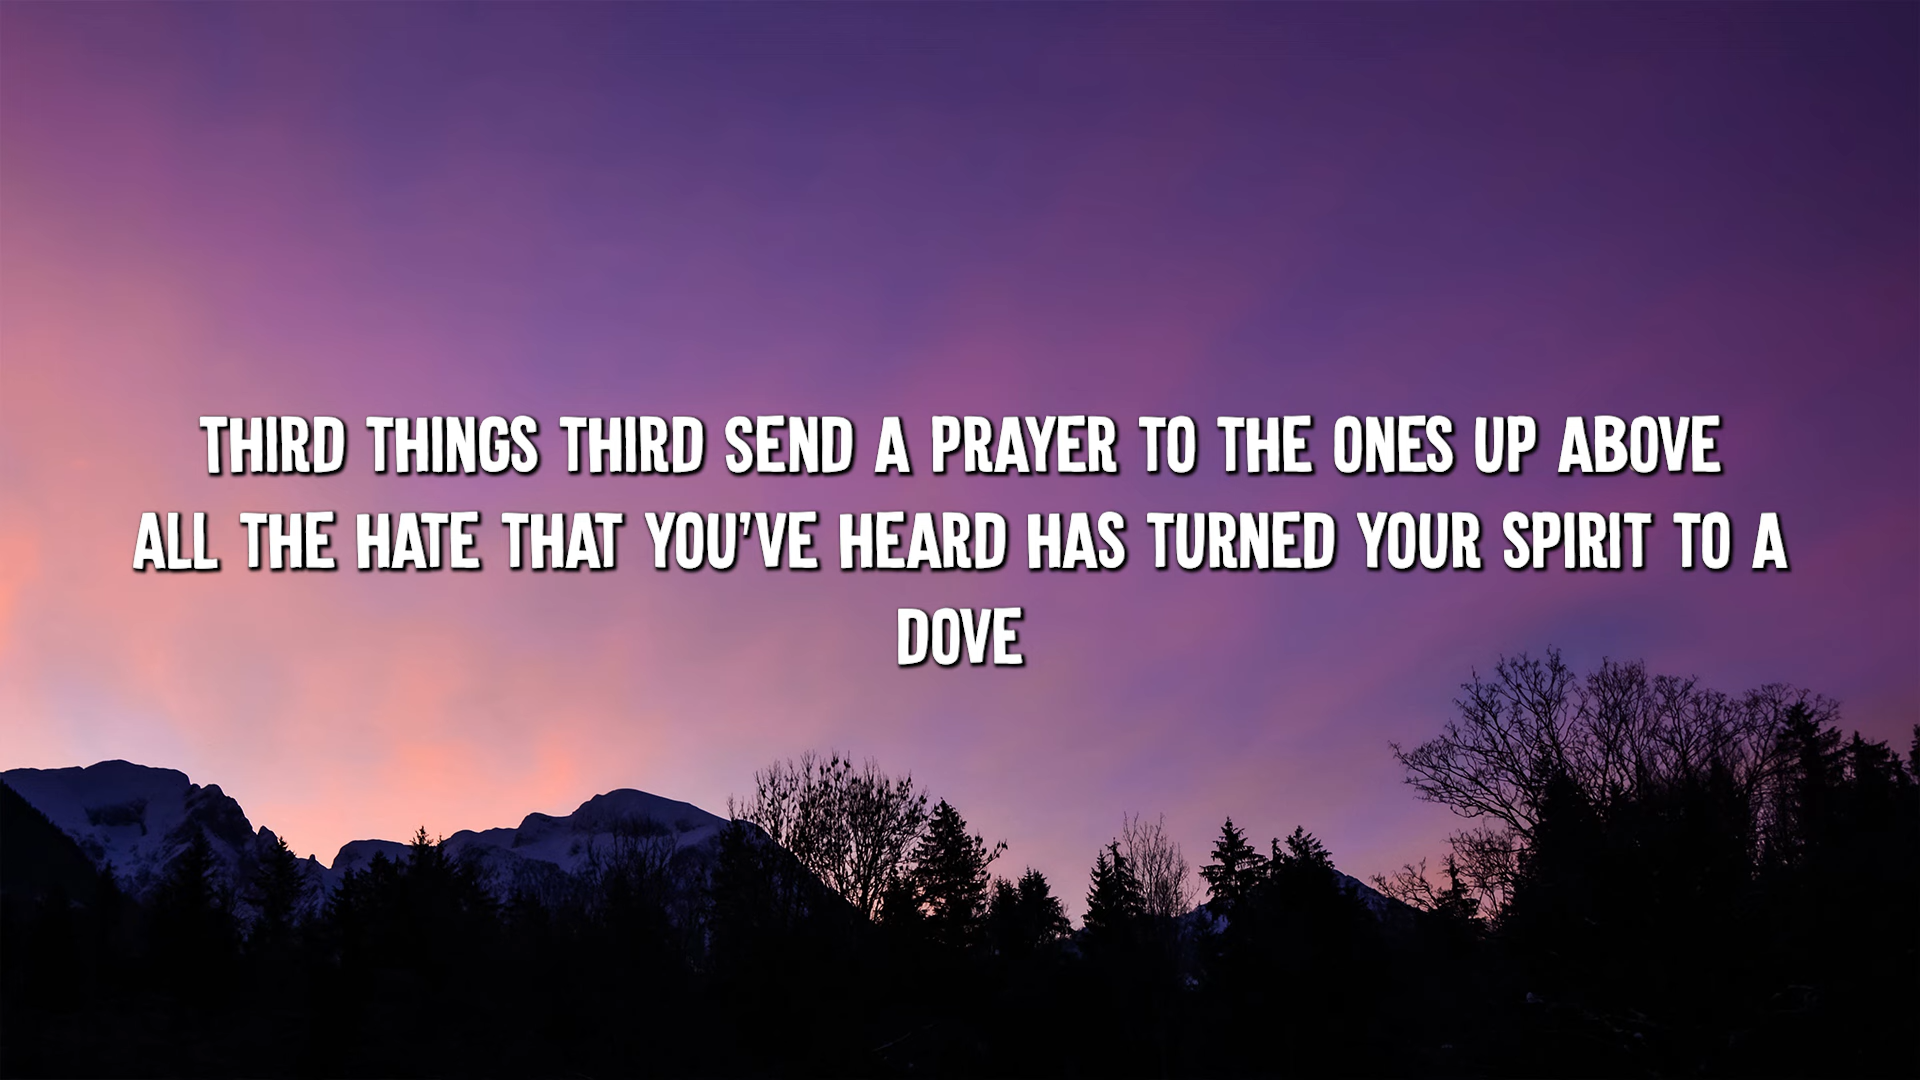 THIRD THINGS THIRD SEND A PRAYER TO THE ONES UP ABOVE
ALL THE HATE THAT YOU'VE HEARD HAS TURNED YOUR SPIRIT TO A
DOVE